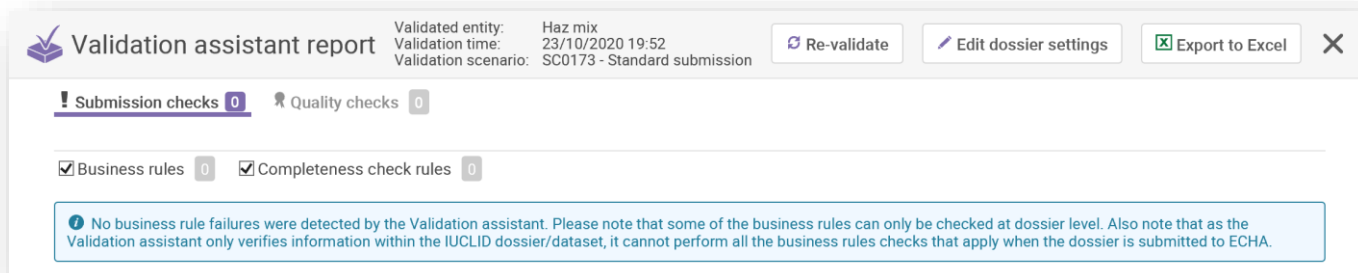 Validation assistant report
Validated entity: Haz mix
Validation time: 23/10/2020 19:52
Validation scenario: SC0173 - Standard submission
Re-validate
Edit dossier settings
Export to Excel
Submission checks 0 Quality checks 0
Business rules 0 Completeness check rules 0
No business rule failures were detected by the Validation assistant. Please note that some of the business rules can only be checked at dossier level. Also note that as the
Validation assistant only verifies information within the IUCLID dossier/dataset, it cannot perform all the business rules checks that apply when the dossier is submitted to ECHA.